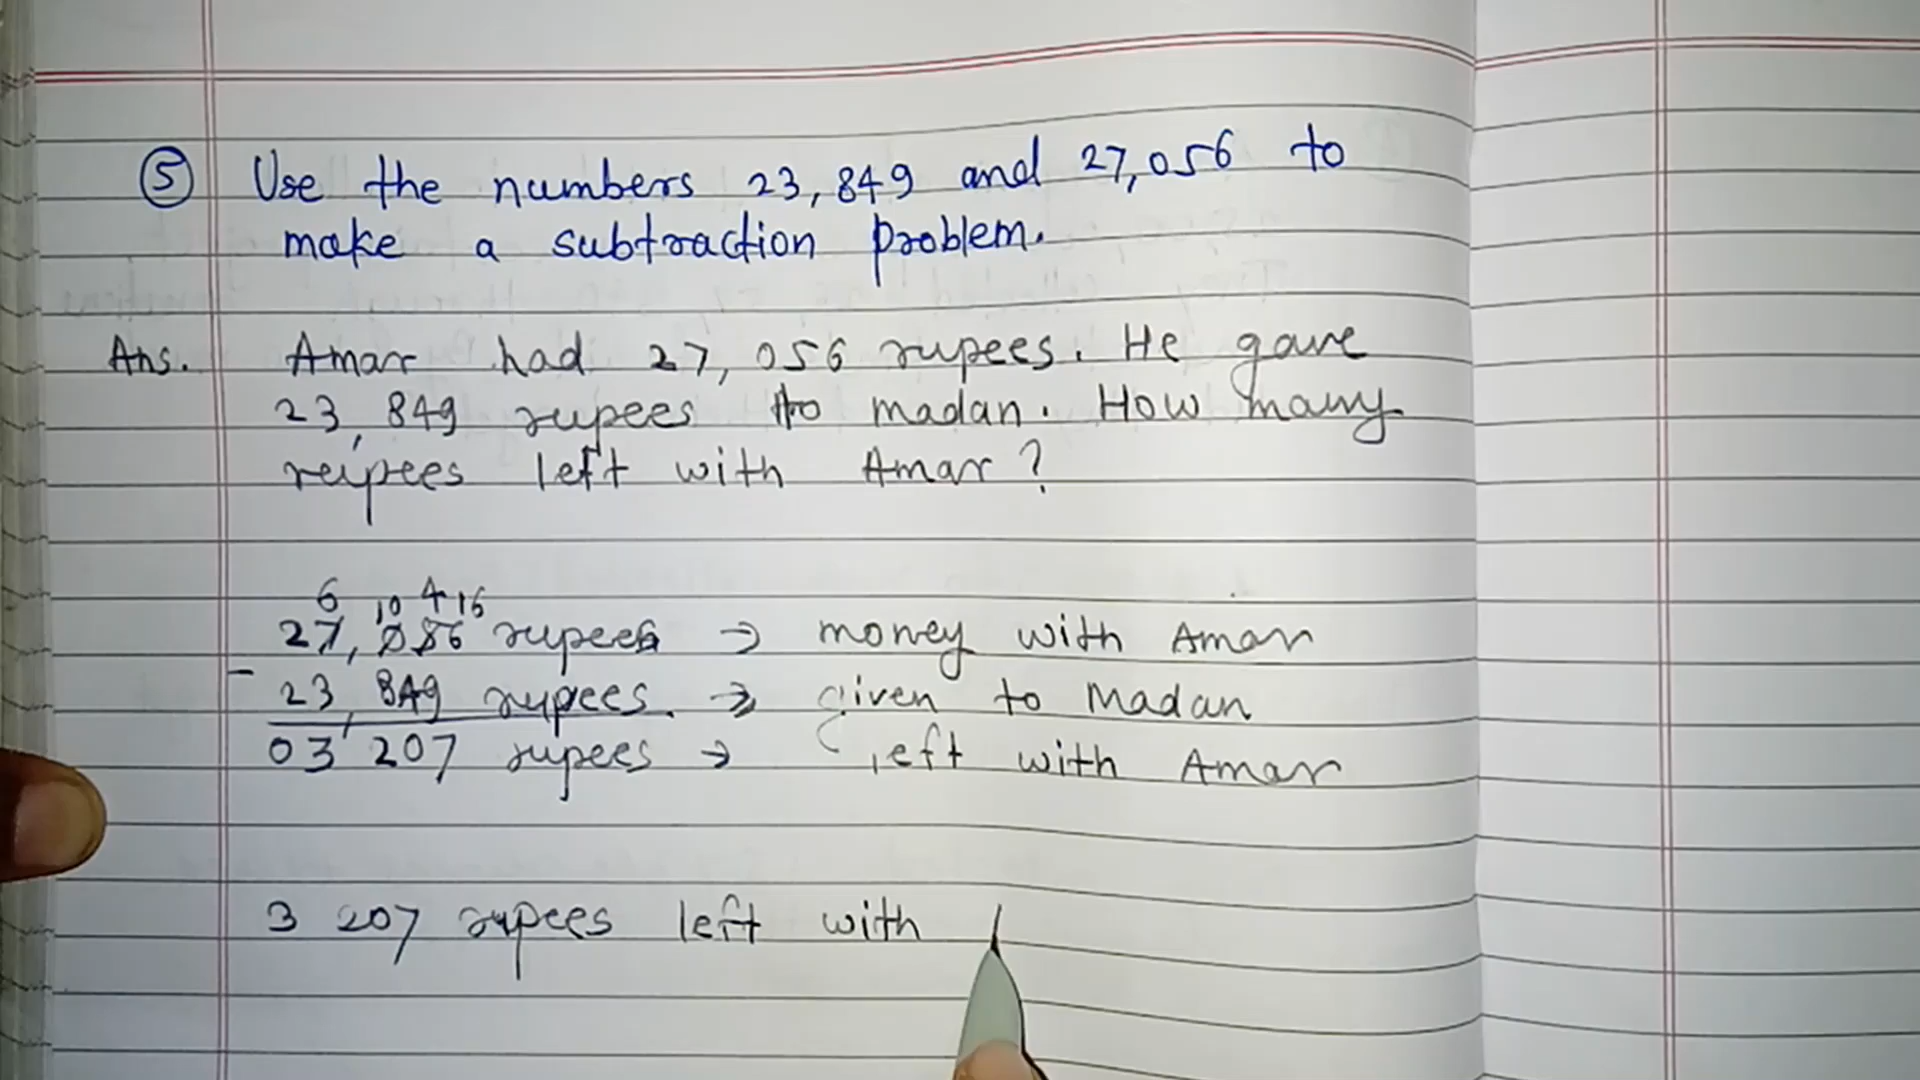 5 Use the numbers 23,849 and 27,056 to
make a subtraction problem.
Ans. Amar had 27,056 rupees. He gave
23,849 rupees to madan. How many
rupees left with Amar?
6 10 4 16
27,056 rupees → money with Amar
- 23,849 rupees. → given to Madan
03,207 rupees → left with Amar
3 207 rupees left with